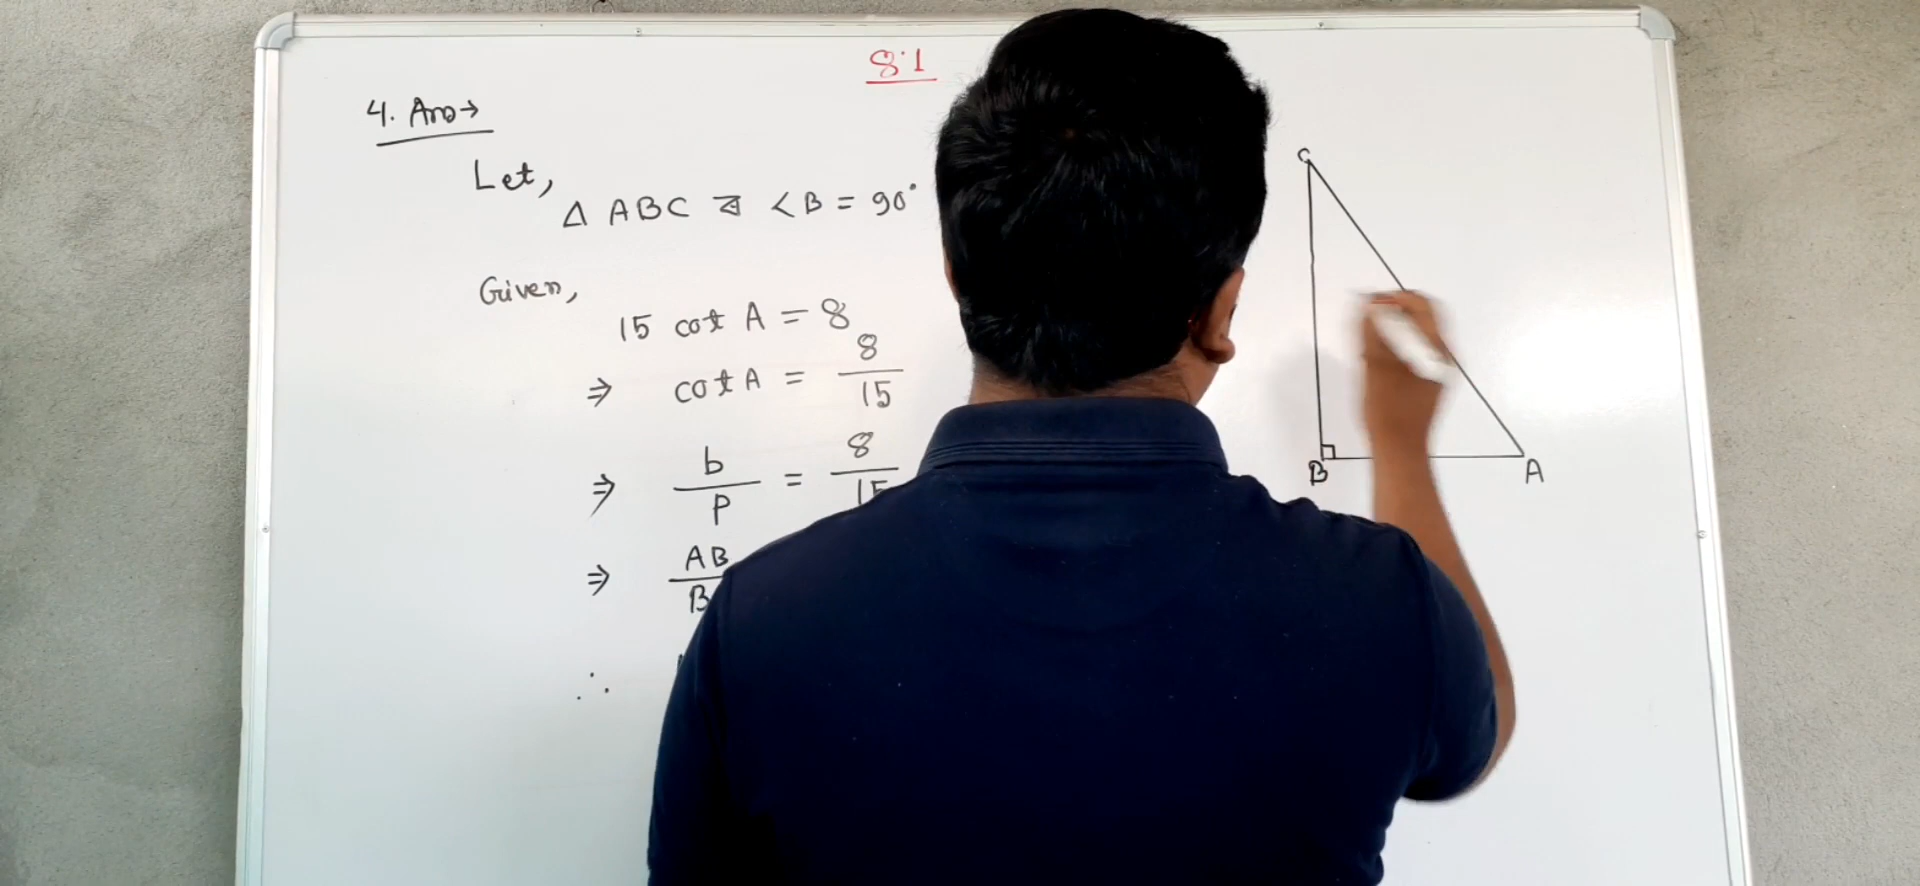 8.1
4. Ans→
Let,
△ ABC ৰ ∠B = 90°
Given,
15 cot A = 8
⇒ cot A = 8/15
⇒ b/P = 8/15
⇒ AB/B
∴
C
B
A